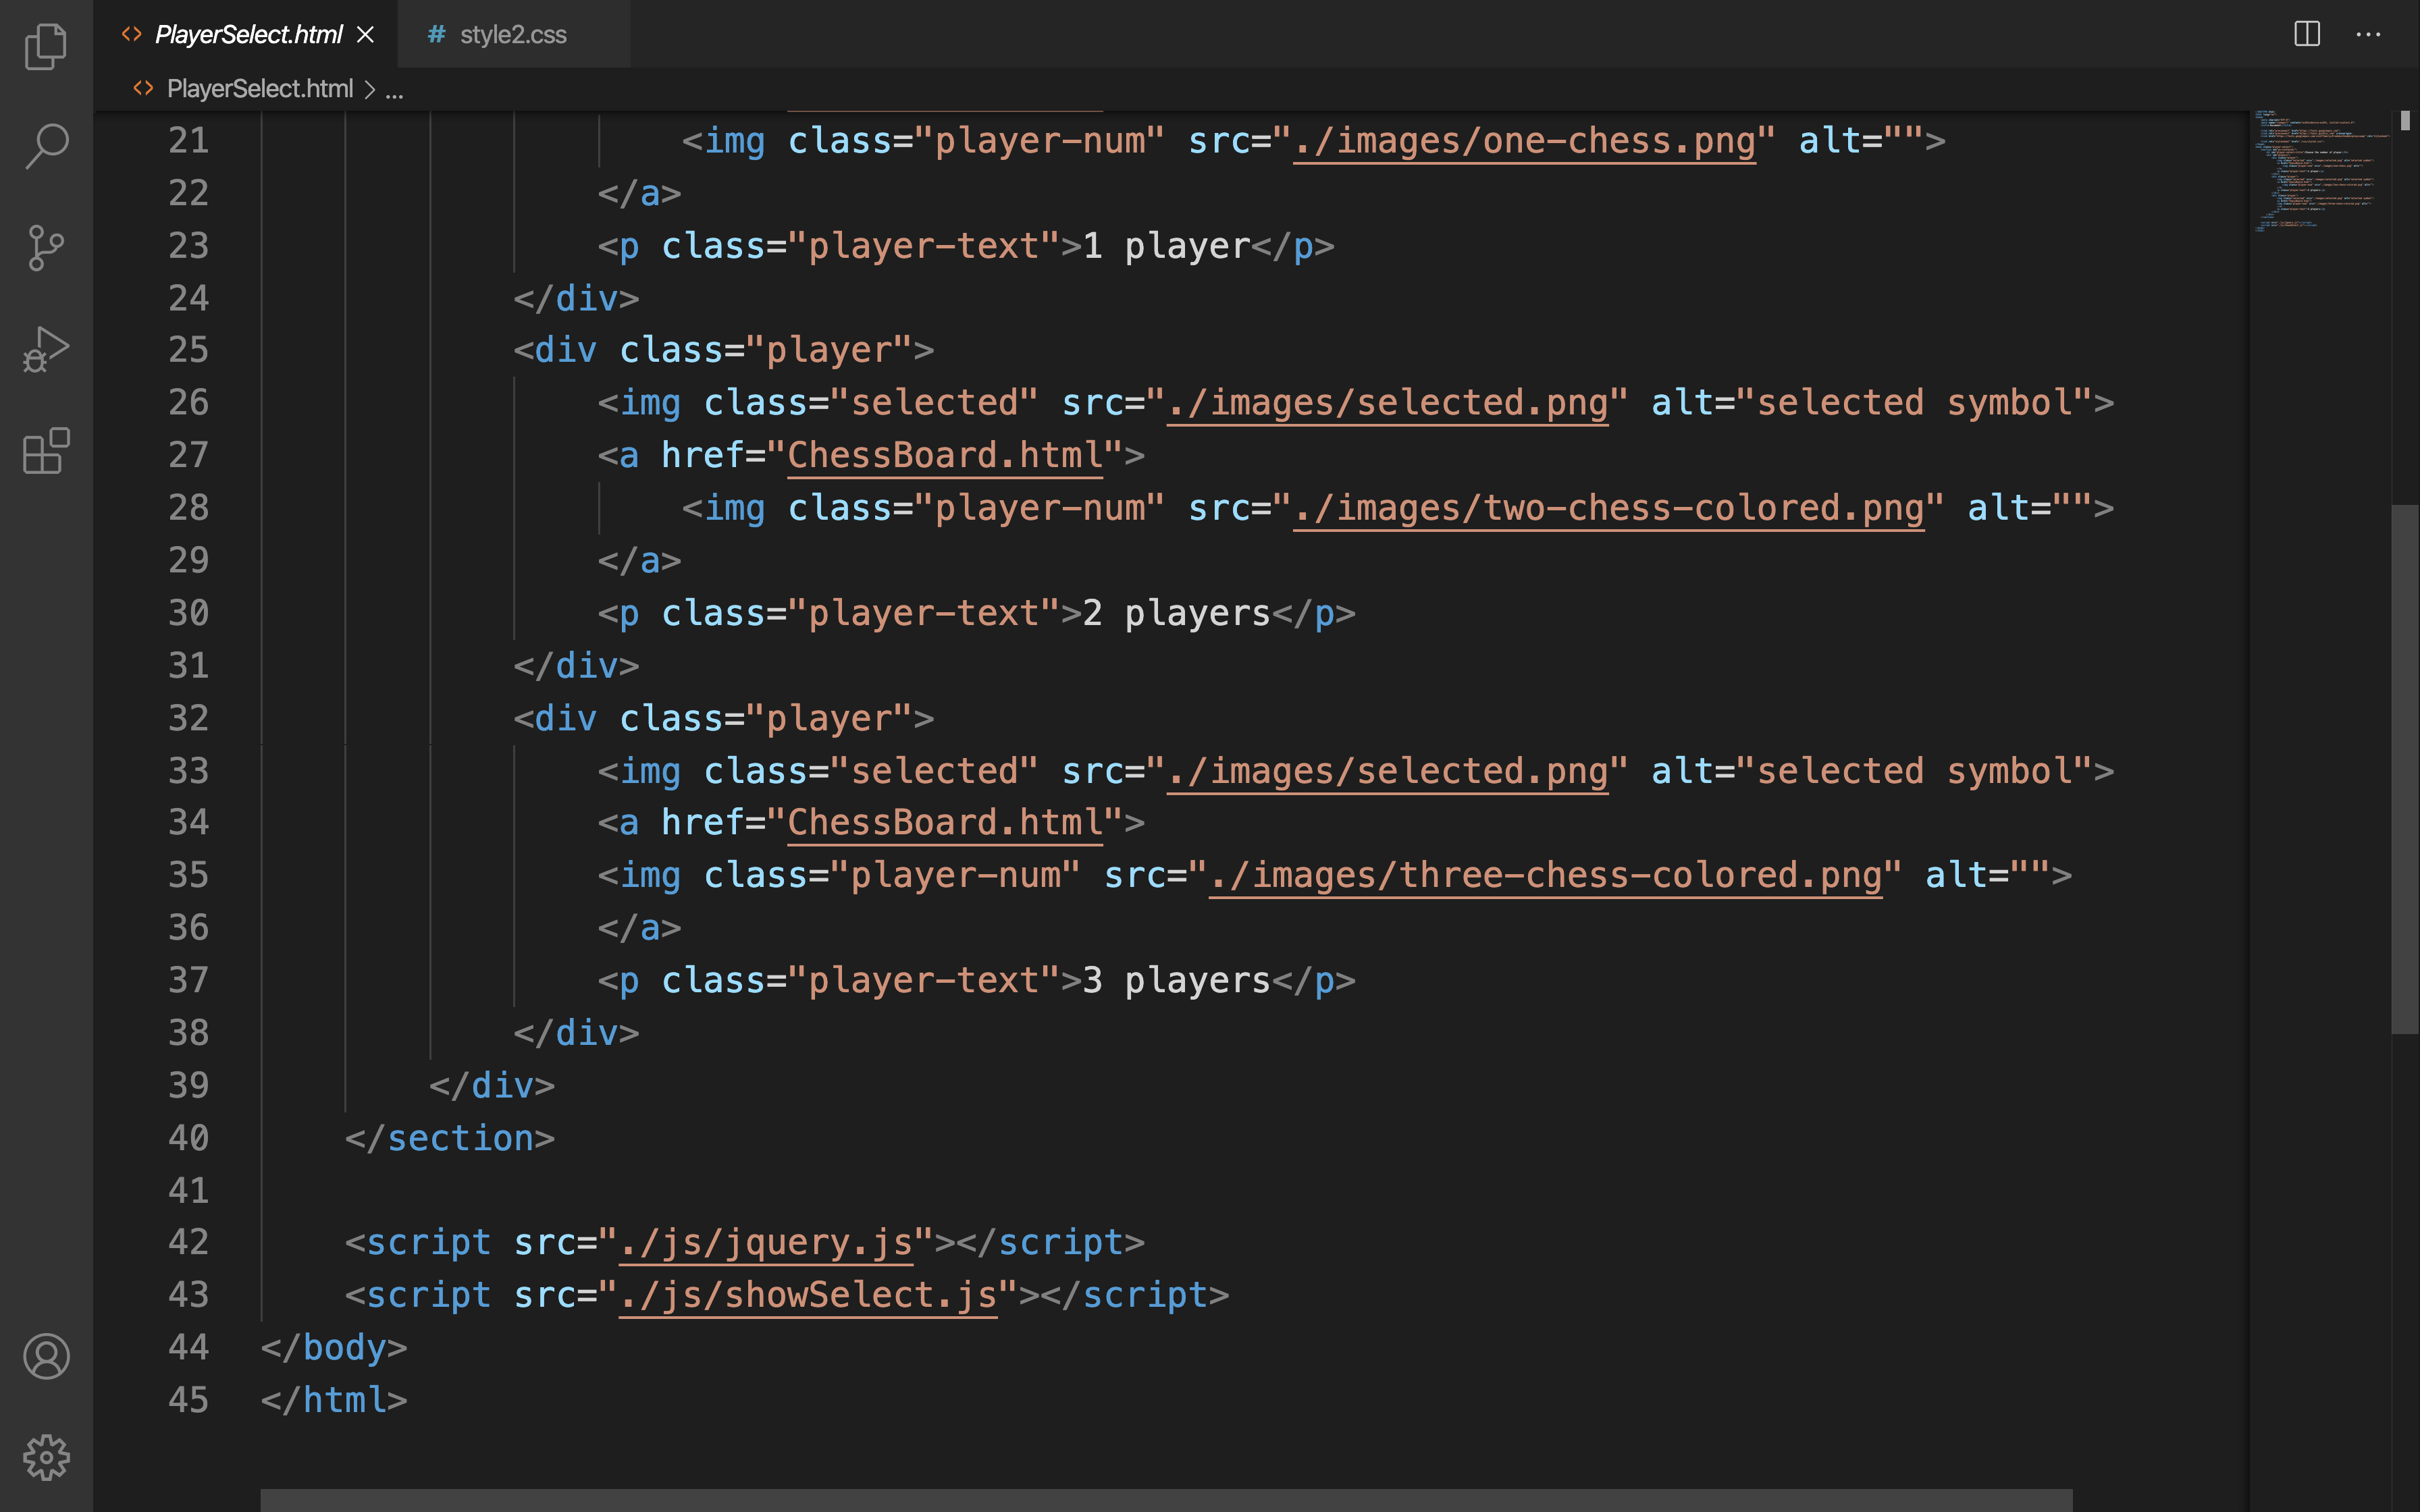 PlayerSelect.html
# style2.css
PlayerSelect.html > ...
21 <img class="player-num" src="./images/one-chess.png" alt="">
22 </a>
23 <p class="player-text">1 player</p>
24 </div>
25 <div class="player">
26 <img class="selected" src="./images/selected.png" alt="selected symbol">
27 <a href="ChessBoard.html">
28 <img class="player-num" src="./images/two-chess-colored.png" alt="">
29 </a>
30 <p class="player-text">2 players</p>
31 </div>
32 <div class="player">
33 <img class="selected" src="./images/selected.png" alt="selected symbol">
34 <a href="ChessBoard.html">
35 <img class="player-num" src="./images/three-chess-colored.png" alt="">
36 </a>
37 <p class="player-text">3 players</p>
38 </div>
39 </div>
40 </section>
41
42 <script src="./js/jquery.js"></script>
43 <script src="./js/showSelect.js"></script>
44 </body>
45 </html>